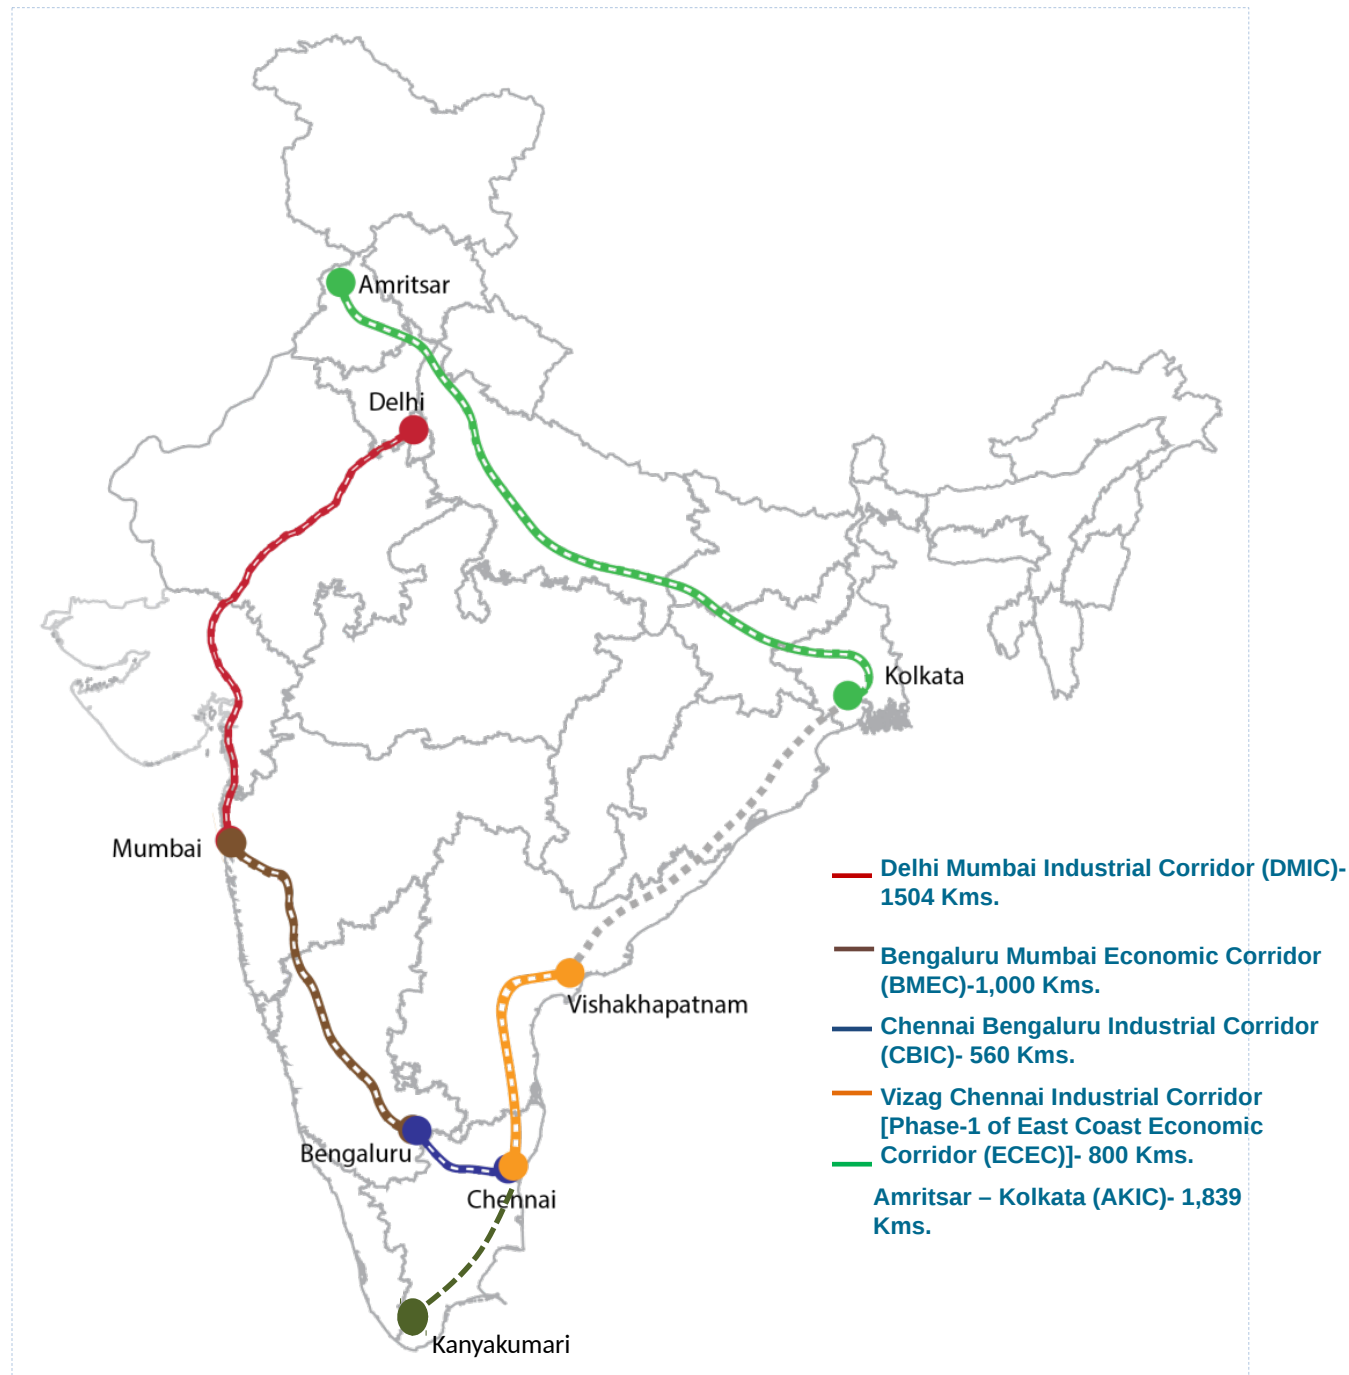 Amritsar
Delhi
Kolkata
Mumbai
Vishakhapatnam
Bengaluru
Chennai
Kanyakumari
Delhi Mumbai Industrial Corridor (DMIC)-
1504 Kms.
Bengaluru Mumbai Economic Corridor
(BMEC)-1,000 Kms.
Chennai Bengaluru Industrial Corridor
(CBIC)- 560 Kms.
Vizag Chennai Industrial Corridor
[Phase-1 of East Coast Economic
Corridor (ECEC)]- 800 Kms.
Amritsar – Kolkata (AKIC)- 1,839
Kms.